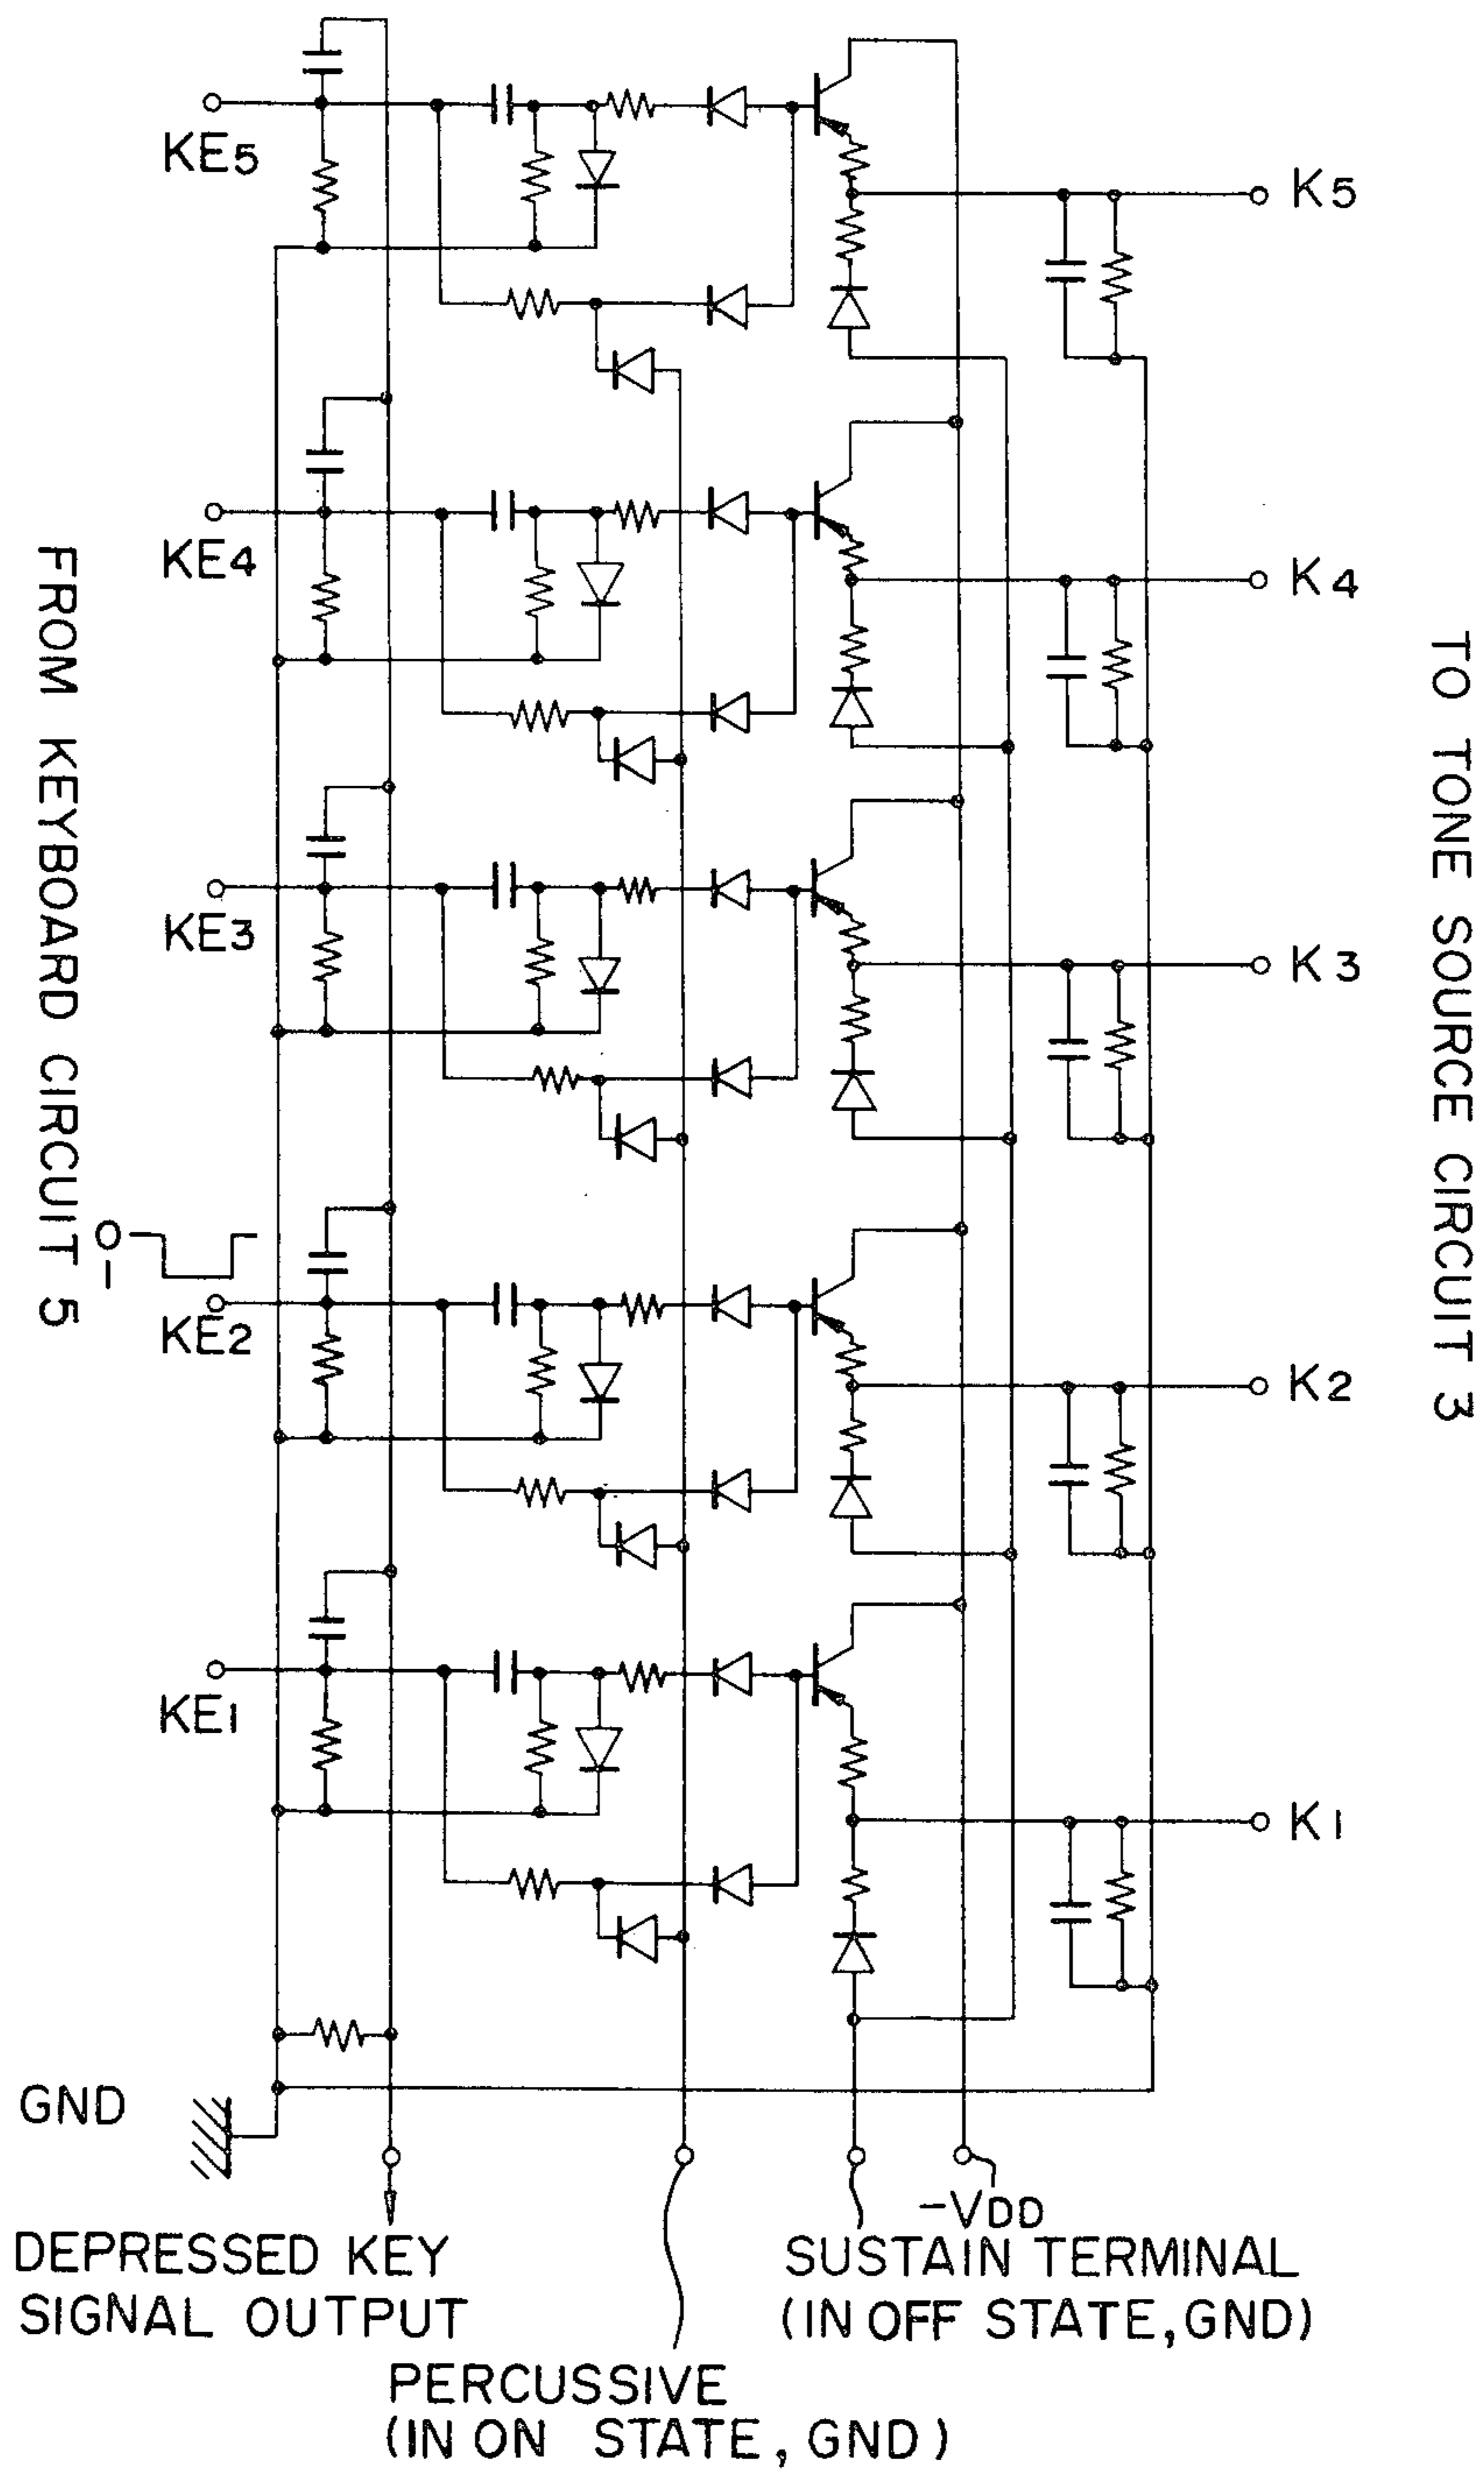 KE5
K5
KE4
K4
KE3
K3
KE2
K2
KE1
K1
FROM KEYBOARD CIRCUIT 5
TO TONE SOURCE CIRCUIT 3
0
-
GND
-VDD
DEPRESSED KEY
SIGNAL OUTPUT
SUSTAIN TERMINAL
(IN OFF STATE, GND)
PERCUSSIVE
(IN ON STATE, GND)